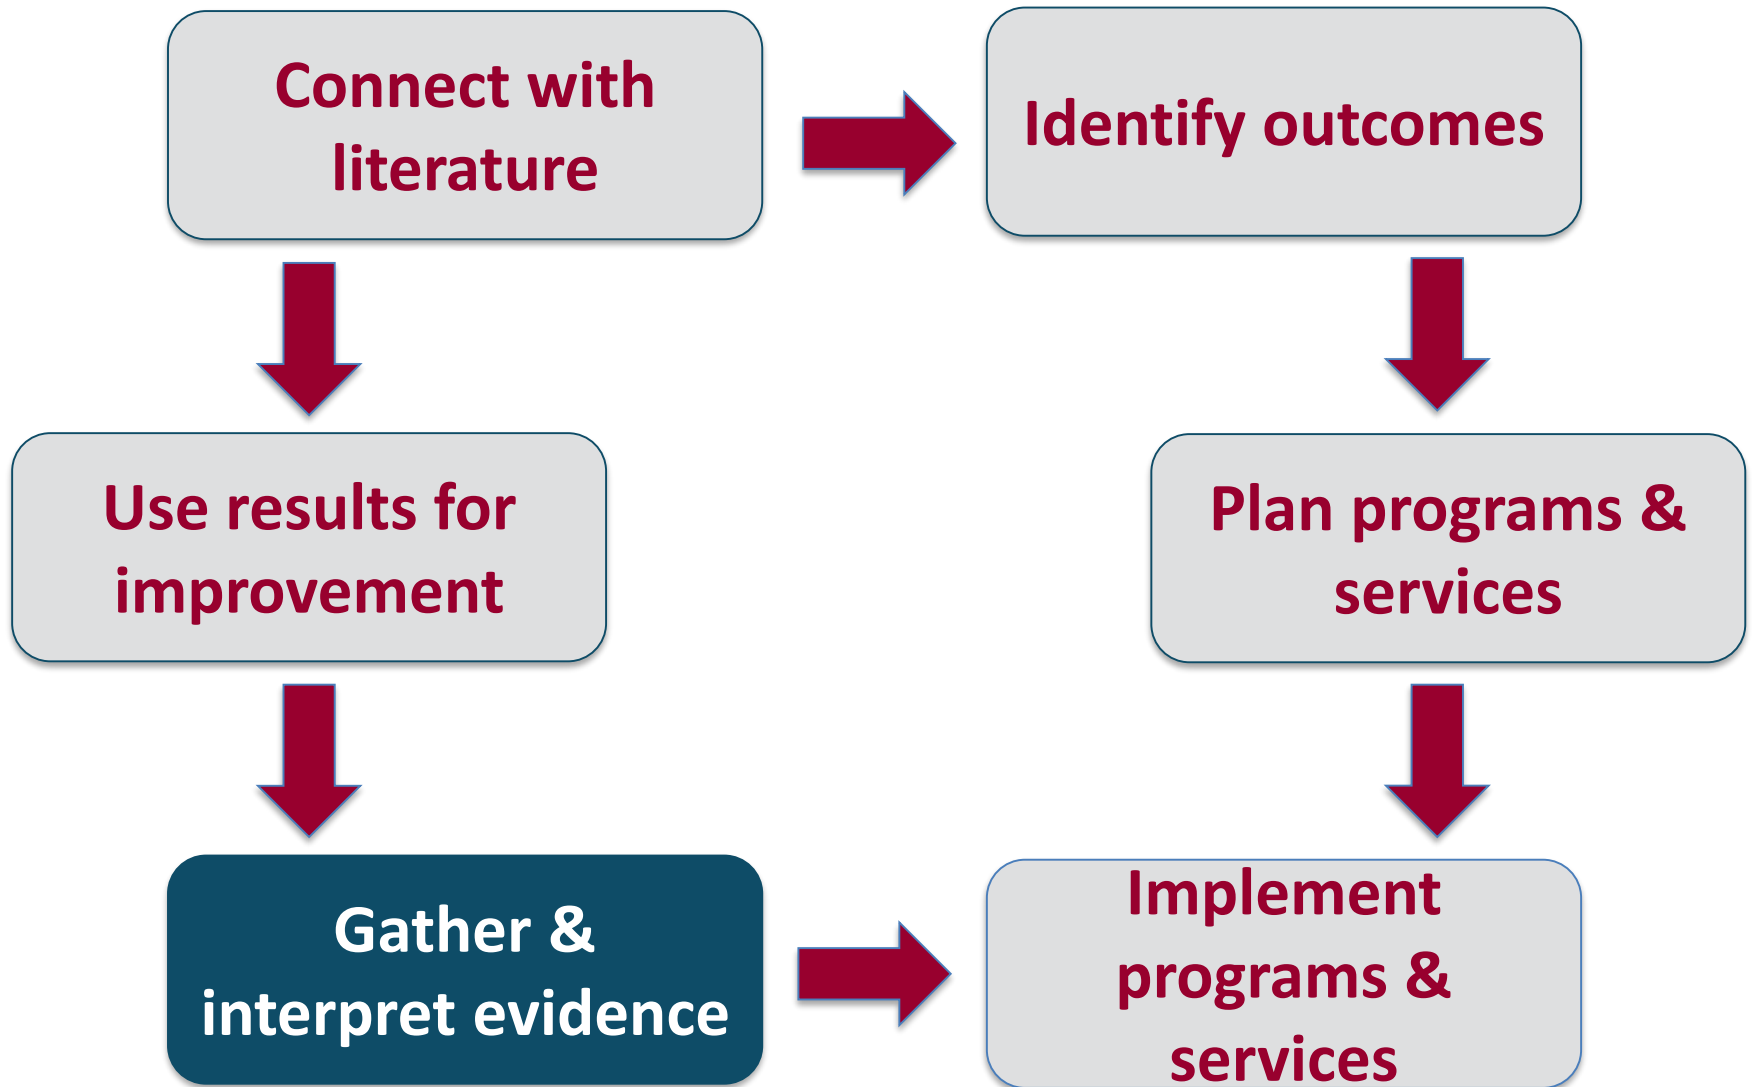 Connect with
literature
Identify outcomes
Use results for
improvement
Plan programs &
services
Gather &
interpret evidence
Implement
programs &
services